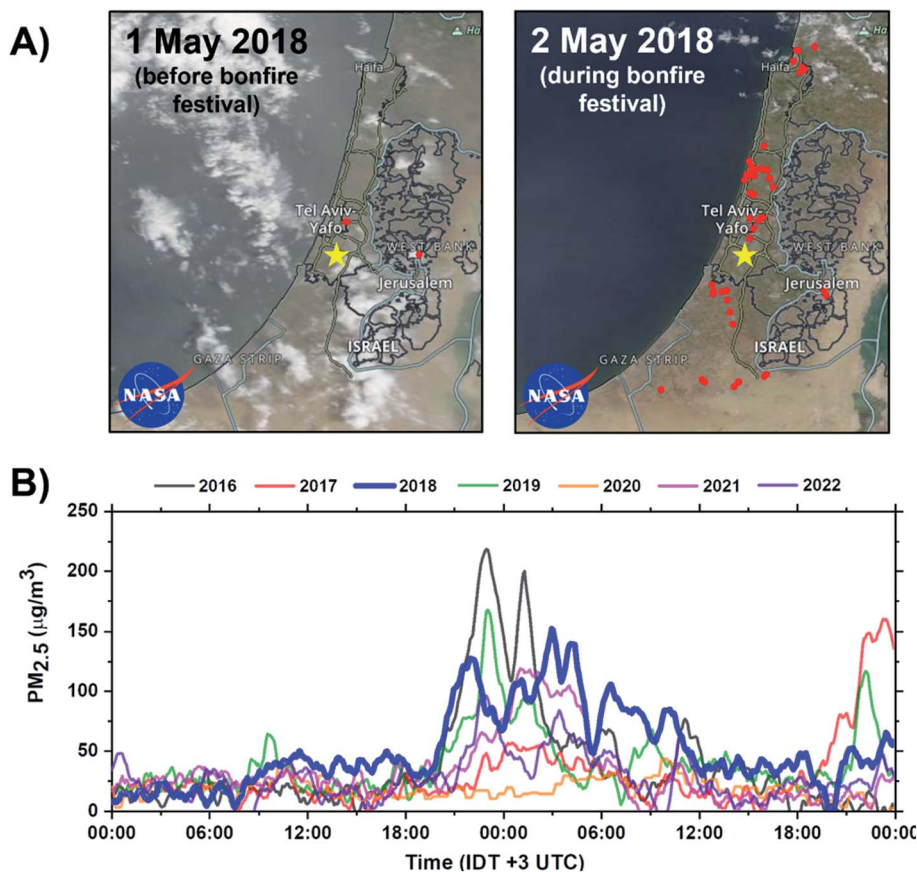 A)
1 May 2018
(before bonfire
festival)
Ha
Haifa
Tel Aviv-
Yafo
WEST BANK
Jerusalem
ISRAEL
GAZA STRIP
NASA
2 May 2018
(during bonfire
festival)
Ha
Haifa
Tel Aviv-
Yafo
WEST BANK
Jerusalem
ISRAEL
GAZA STRIP
NASA
B)
2016 2017 2018 2019 2020 2021 2022
250
200
150
100
50
0
PM2.5 (μg/m³)
00:00 06:00 12:00 18:00 00:00 06:00 12:00 18:00 00:00
Time (IDT +3 UTC)